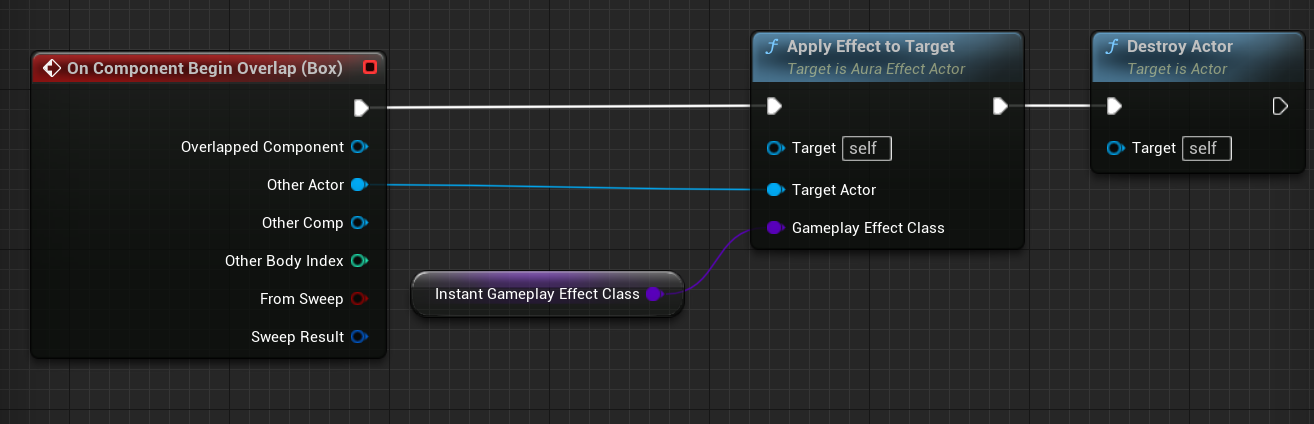 On Component Begin Overlap (Box)
Overlapped Component
Other Actor
Other Comp
Other Body Index
From Sweep
Sweep Result
Instant Gameplay Effect Class
f Apply Effect to Target
Target is Aura Effect Actor
Target self
Target Actor
Gameplay Effect Class
f Destroy Actor
Target is Actor
Target self